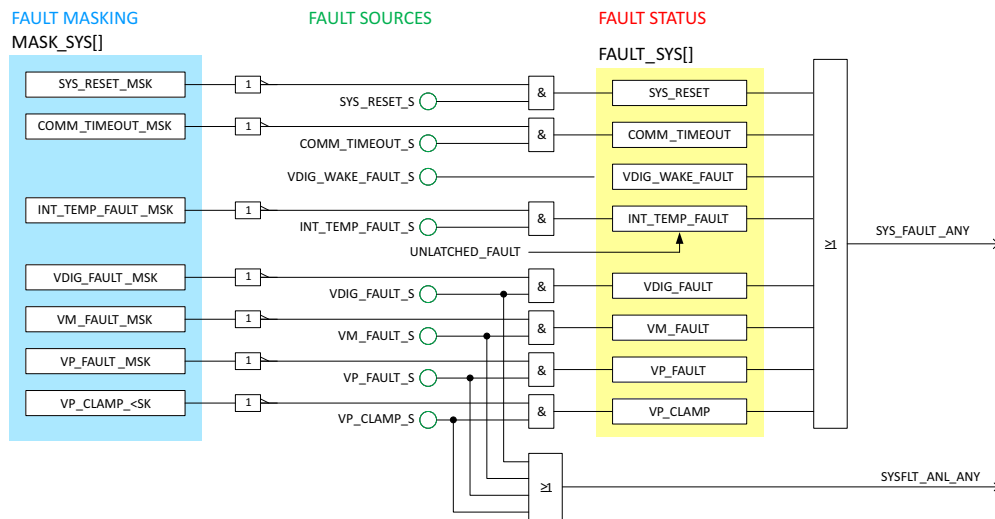 FAULT MASKING
FAULT SOURCES
FAULT STATUS
MASK_SYS[]
FAULT_SYS[]
SYS_RESET_MSK
1
SYS_RESET_S
&
SYS_RESET
COMM_TIMEOUT_MSK
1
COMM_TIMEOUT_S
&
COMM_TIMEOUT
VDIG_WAKE_FAULT_S
VDIG_WAKE_FAULT
INT_TEMP_FAULT _MSK
1
INT_TEMP_FAULT_S
&
INT_TEMP_FAULT
UNLATCHED_FAULT
≥1
SYS_FAULT _ANY
VDIG_FAULT _MSK
1
VDIG_FAULT_S
&
VDIG_FAULT
VM_FAULT_MSK
1
VM_FAULT_S
&
VM_FAULT
VP_FAULT _MSK
1
VP_FAULT_S
&
VP_FAULT
VP_CLAMP_<SK
1
VP_CLAMP_S
&
VP_CLAMP
≥1
SYSFLT_ANL_ANY